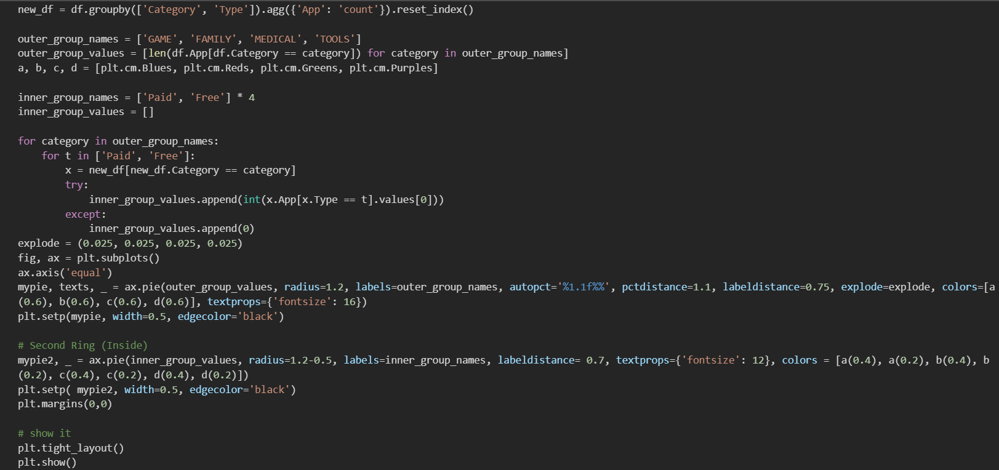 new_df = df.groupby(['Category', 'Type']).agg({'App': 'count'}).reset_index()
outer_group_names = ['GAME', 'FAMILY', 'MEDICAL', 'TOOLS']
outer_group_values = [len(df.App[df.Category == category]) for category in outer_group_names]
a, b, c, d = [plt.cm.Blues, plt.cm.Reds, plt.cm.Greens, plt.cm.Purples]
inner_group_names = ['Paid', 'Free'] * 4
inner_group_values = []
for category in outer_group_names:
    for t in ['Paid', 'Free']:
        x = new_df[new_df.Category == category]
        try:
            inner_group_values.append(int(x.App[x.Type == t].values[0]))
        except:
            inner_group_values.append(0)
explode = (0.025, 0.025, 0.025, 0.025)
fig, ax = plt.subplots()
ax.axis('equal')
mypie, texts, _ = ax.pie(outer_group_values, radius=1.2, labels=outer_group_names, autopct='%1.1f%%', pctdistance=1.1, labeldistance=0.75, explode=explode, colors=[a
(0.6), b(0.6), c(0.6), d(0.6)], textprops={'fontsize': 16})
plt.setp(mypie, width=0.5, edgecolor='black')
# Second Ring (Inside)
mypie2, _ = ax.pie(inner_group_values, radius=1.2-0.5, labels=inner_group_names, labeldistance= 0.7, textprops={'fontsize': 12}, colors = [a(0.4), a(0.2), b(0.4), b
(0.2), c(0.4), c(0.2), d(0.4), d(0.2)])
plt.setp( mypie2, width=0.5, edgecolor='black')
plt.margins(0,0)
# show it
plt.tight_layout()
plt.show()